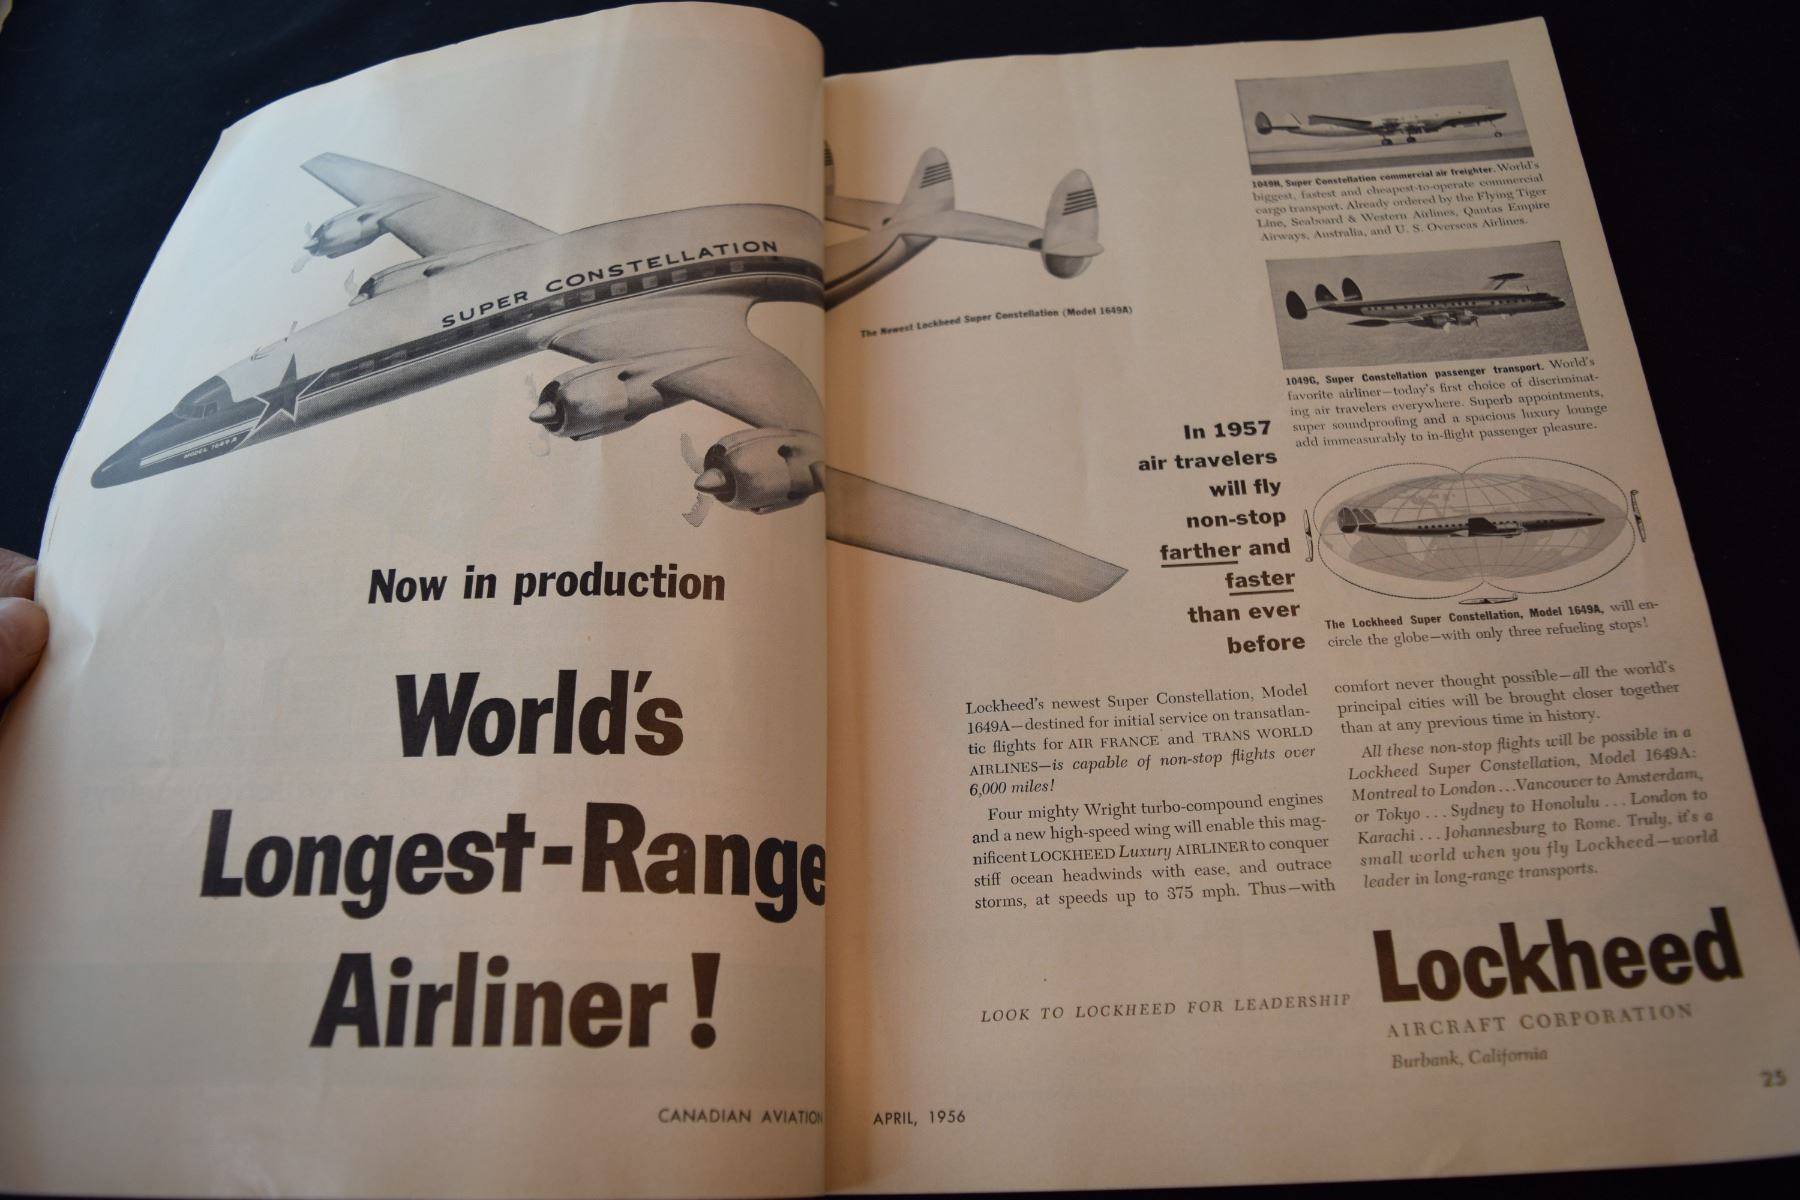 SUPER CONSTELLATION
MODEL 1649-A
Now in production
World's
Longest-Range
Airliner!
CANADIAN AVIATION
The Newest Lockheed Super Constellation (Model 1649A)
1049H, Super Constellation commercial air freighter. World's
biggest, fastest and cheapest-to-operate commercial
cargo transport. Already ordered by the Flying Tiger
Line, Seaboard & Western Airlines, Qantas Empire
Airways, Australia, and U. S. Overseas Airlines.
1049G, Super Constellation passenger transport. World's
favorite airliner—today's first choice of discriminat-
ing air travelers everywhere. Superb appointments,
super soundproofing and a spacious luxury lounge
add immeasurably to in-flight passenger pleasure.
In 1957
air travelers
will fly
non-stop
farther and
faster
than ever
before
The Lockheed Super Constellation, Model 1649A, will en-
circle the globe—with only three refueling stops!
Lockheed's newest Super Constellation, Model
1649A—destined for initial service on transatlan-
tic flights for AIR FRANCE and TRANS WORLD
AIRLINES—is capable of non-stop flights over
6,000 miles!
Four mighty Wright turbo-compound engines
and a new high-speed wing will enable this mag-
nificent LOCKHEED Luxury AIRLINER to conquer
stiff ocean headwinds with ease, and outrace
storms, at speeds up to 375 mph. Thus—with
comfort never thought possible—all the world's
principal cities will be brought closer together
than at any previous time in history.
All these non-stop flights will be possible in a
Lockheed Super Constellation, Model 1649A:
Montreal to London...Vancouver to Amsterdam,
or Tokyo...Sydney to Honolulu...London to
Karachi...Johannesburg to Rome. Truly, it's a
small world when you fly Lockheed—world
leader in long-range transports.
LOOK TO LOCKHEED FOR LEADERSHIP
Lockheed
AIRCRAFT CORPORATION
Burbank, California
APRIL, 1956
25